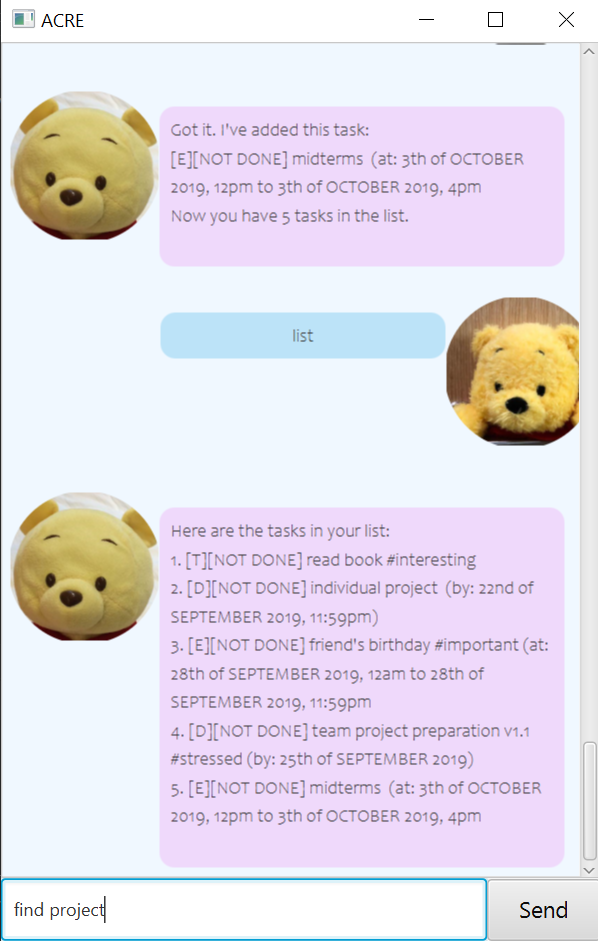 ACRE
Got it. I've added this task:
[E][NOT DONE] midterms  (at: 3th of OCTOBER
2019, 12pm to 3th of OCTOBER 2019, 4pm
Now you have 5 tasks in the list.
list
Here are the tasks in your list:
1. [T][NOT DONE] read book #interesting
2. [D][NOT DONE] individual project  (by: 22nd of
SEPTEMBER 2019, 11:59pm)
3. [E][NOT DONE] friend's birthday #important (at:
28th of SEPTEMBER 2019, 12am to 28th of
SEPTEMBER 2019, 11:59pm
4. [D][NOT DONE] team project preparation v1.1
#stressed (by: 25th of SEPTEMBER 2019)
5. [E][NOT DONE] midterms  (at: 3th of OCTOBER
2019, 12pm to 3th of OCTOBER 2019, 4pm
find project
Send